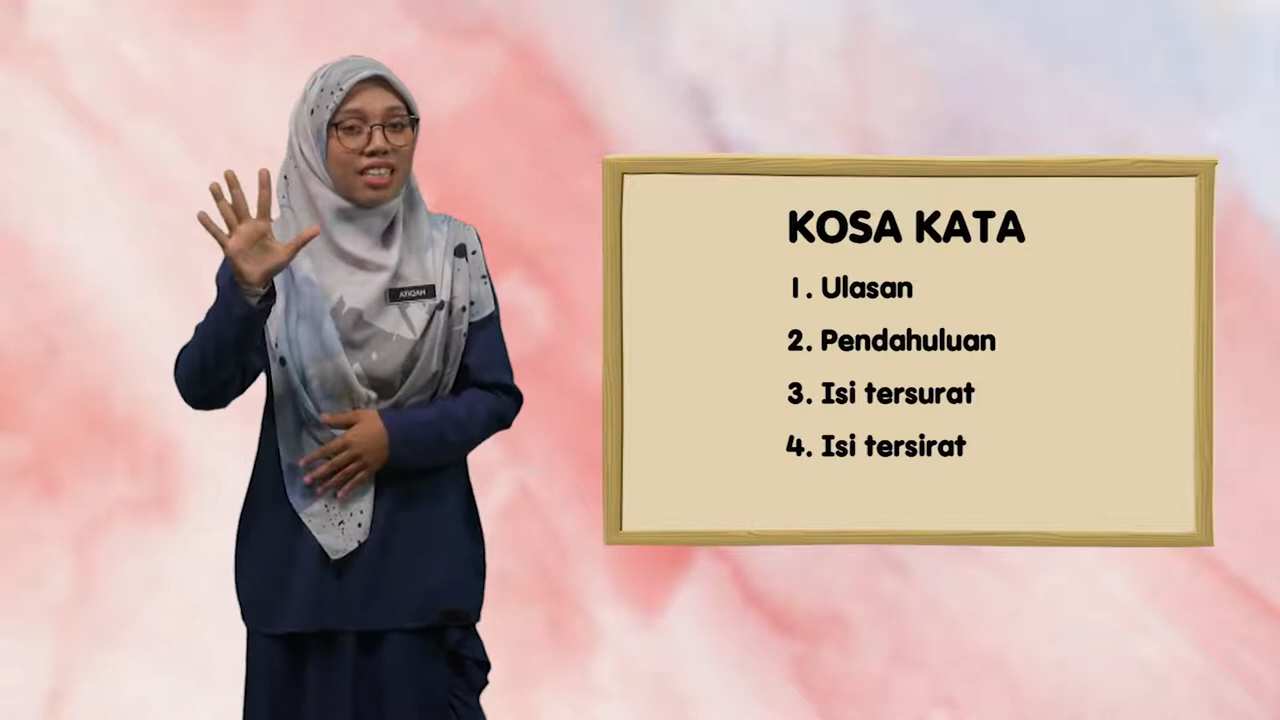 AFIQAH
KOSA KATA
1. Ulasan
2. Pendahuluan
3. Isi tersurat
4. Isi tersirat